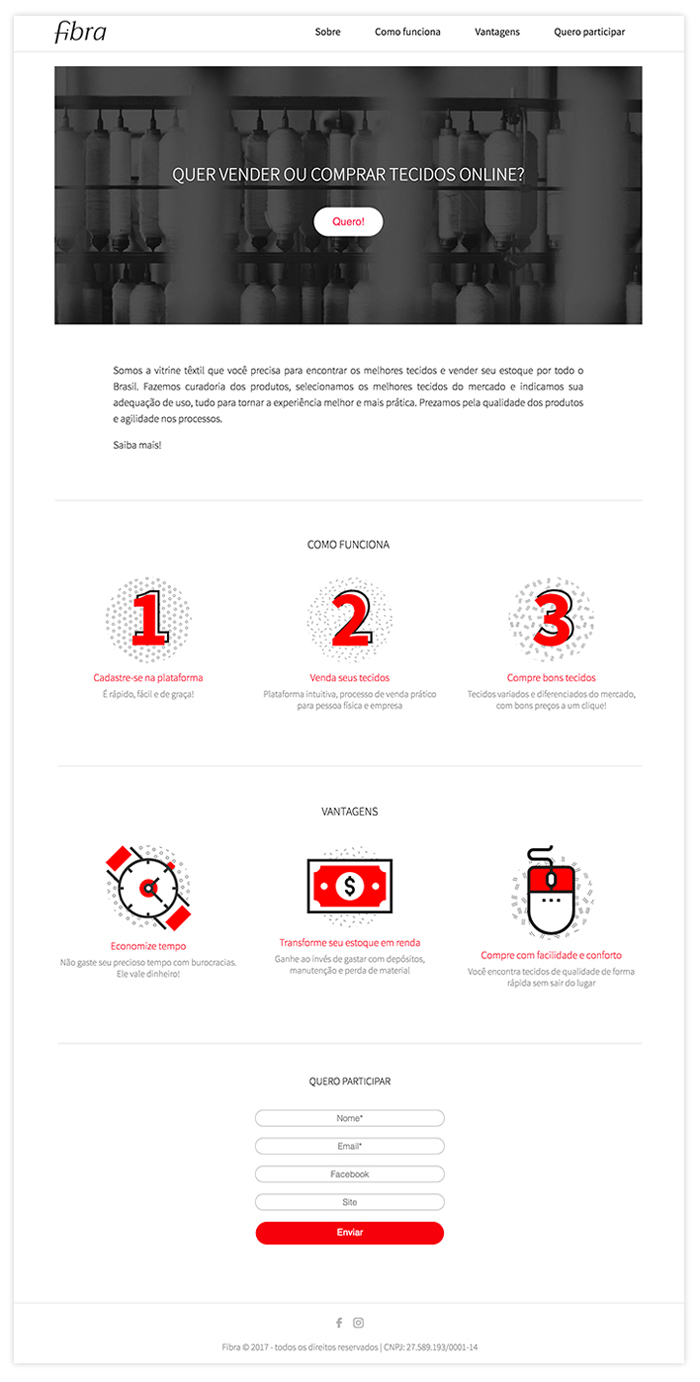 fibra
Sobre Como funciona Vantagens Quero participar
QUER VENDER OU COMPRAR TECIDOS ONLINE?
Quero!
Somos a vitrine têxtil que você precisa para encontrar os melhores tecidos e vender seu estoque por todo o
Brasil. Fazemos curadoria dos produtos, selecionamos os melhores tecidos do mercado e indicamos sua
adequação de uso, tudo para tornar a experiência melhor e mais prática. Prezamos pela qualidade dos produtos
e agilidade nos processos.
Saiba mais!
COMO FUNCIONA
1
Cadastre-se na plataforma
É rápido, fácil e de graça!
2
Venda seus tecidos
Plataforma intuitiva, processo de venda prático
para pessoa física e empresa
3
Compre bons tecidos
Tecidos variados e diferenciados do mercado,
com bons preços a um clique!
VANTAGENS
Economize tempo
Não gaste seu precioso tempo com burocracias.
Ele vale dinheiro!
$
Transforme seu estoque em renda
Ganhe ao invés de gastar com depósitos,
manutenção e perda de material
Compre com facilidade e conforto
Você encontra tecidos de qualidade de forma
rápida sem sair do lugar
QUERO PARTICIPAR
Nome*
Email*
Facebook
Site
Enviar
Fibra © 2017 - todos os direitos reservados | CNPJ: 27.589.193/0001-14